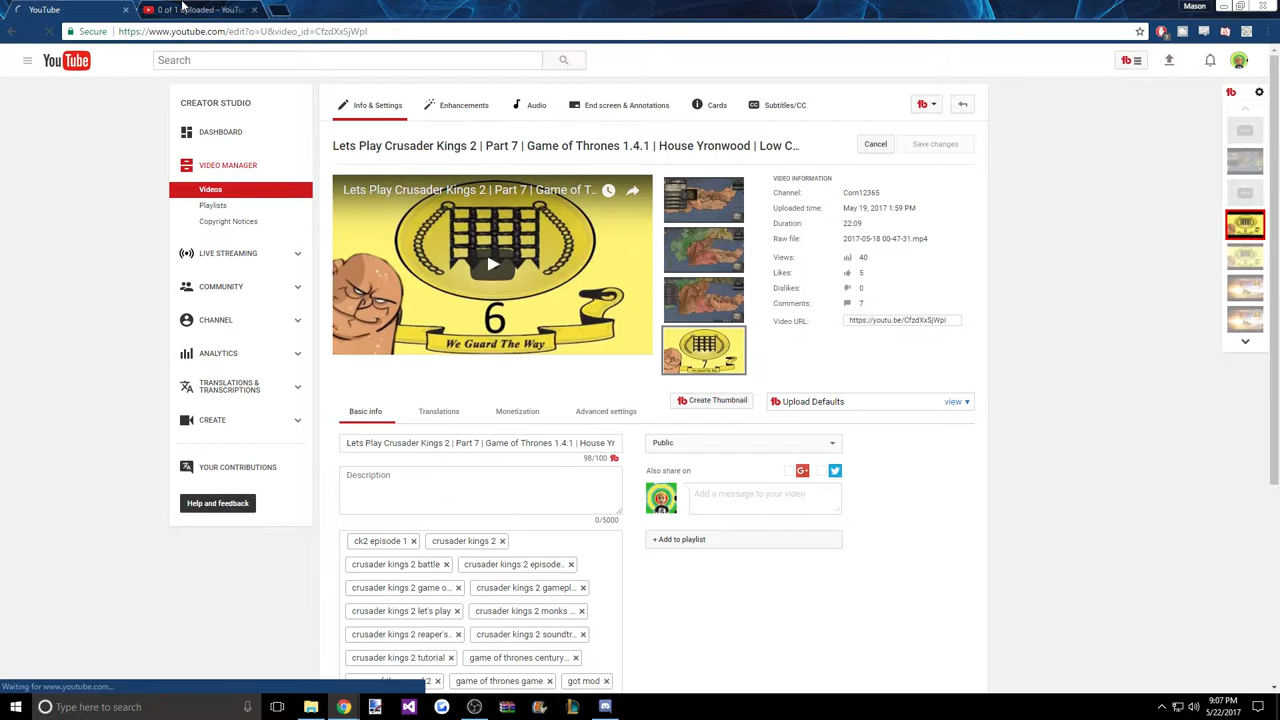 YouTube
0 of 1 uploaded - YouTu
Mason
Secure
https://www.youtube.com/edit?o=U&video_id=CfzdXxSjWpI
YouTube
Search
CREATOR STUDIO
DASHBOARD
VIDEO MANAGER
Videos
Playlists
Copyright Notices
LIVE STREAMING
COMMUNITY
CHANNEL
ANALYTICS
TRANSLATIONS &
TRANSCRIPTIONS
CREATE
YOUR CONTRIBUTIONS
Help and feedback
Info & Settings
Enhancements
Audio
End screen & Annotations
Cards
Subtitles/CC
Lets Play Crusader Kings 2 | Part 7 | Game of Thrones 1.4.1 | House Yronwood | Low C...
Cancel
Save changes
Lets Play Crusader Kings 2 | Part 7 | Game of T...
6
We Guard The Way
7
VIDEO INFORMATION
Channel: Corn12365
Uploaded time: May 19, 2017 1:59 PM
Duration: 22:09
Raw file: 2017-05-18 00-47-31.mp4
Views: 40
Likes: 5
Dislikes: 0
Comments: 7
Video URL: https://youtu.be/CfzdXxSjWpI
Create Thumbnail
Upload Defaults
view ▾
Basic info
Translations
Monetization
Advanced settings
Lets Play Crusader Kings 2 | Part 7 | Game of Thrones 1.4.1 | House Yr
98/100
Description
0/5000
Public
Also share on
Add a message to your video
+ Add to playlist
ck2 episode 1
crusader kings 2
crusader kings 2 battle
crusader kings 2 episode..
crusader kings 2 game o...
crusader kings 2 gamepl...
crusader kings 2 let's play
crusader kings 2 monks ...
crusader kings 2 reaper's..
crusader kings 2 soundtr...
crusader kings 2 tutorial
game of thrones century...
game of thrones game
got mod
Waiting for www.youtube.com...
Type here to search
9:07 PM
5/22/2017